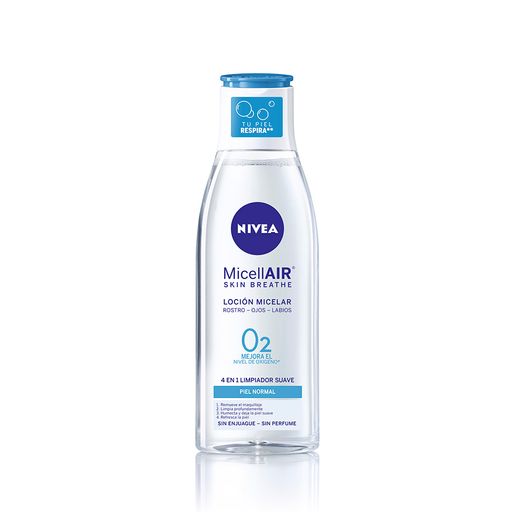 TU PIEL
RESPIRA**
NIVEA
MicellAIR®
SKIN BREATHE
LOCIÓN MICELAR
ROSTRO – OJOS – LABIOS
O2
MEJORA EL
NIVEL DE OXÍGENO*
4 EN 1 LIMPIADOR SUAVE
PIEL NORMAL
1. Remueve el maquillaje
2. Limpia profundamente
3. Humecta y deja la piel suave
4. Refresca la piel
SIN ENJUAGUE – SIN PERFUME